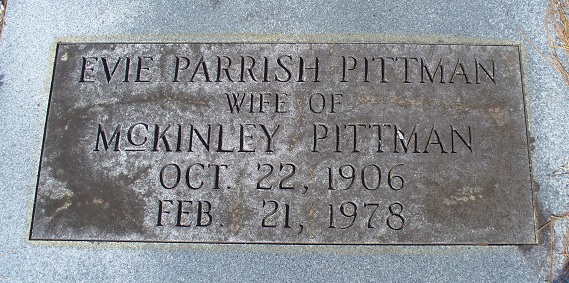 EVIE PARRISH PITTMAN
WIFE OF
McKINLEY PITTMAN
OCT. 22, 1906
FEB. 21, 1978